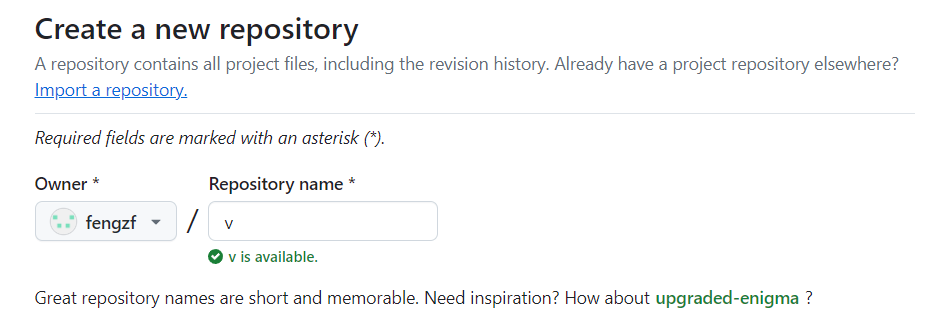 Create a new repository
A repository contains all project files, including the revision history. Already have a project repository elsewhere?
Import a repository.
Required fields are marked with an asterisk (*).
Owner * Repository name *
fengzf / v
v is available.
Great repository names are short and memorable. Need inspiration? How about upgraded-enigma ?